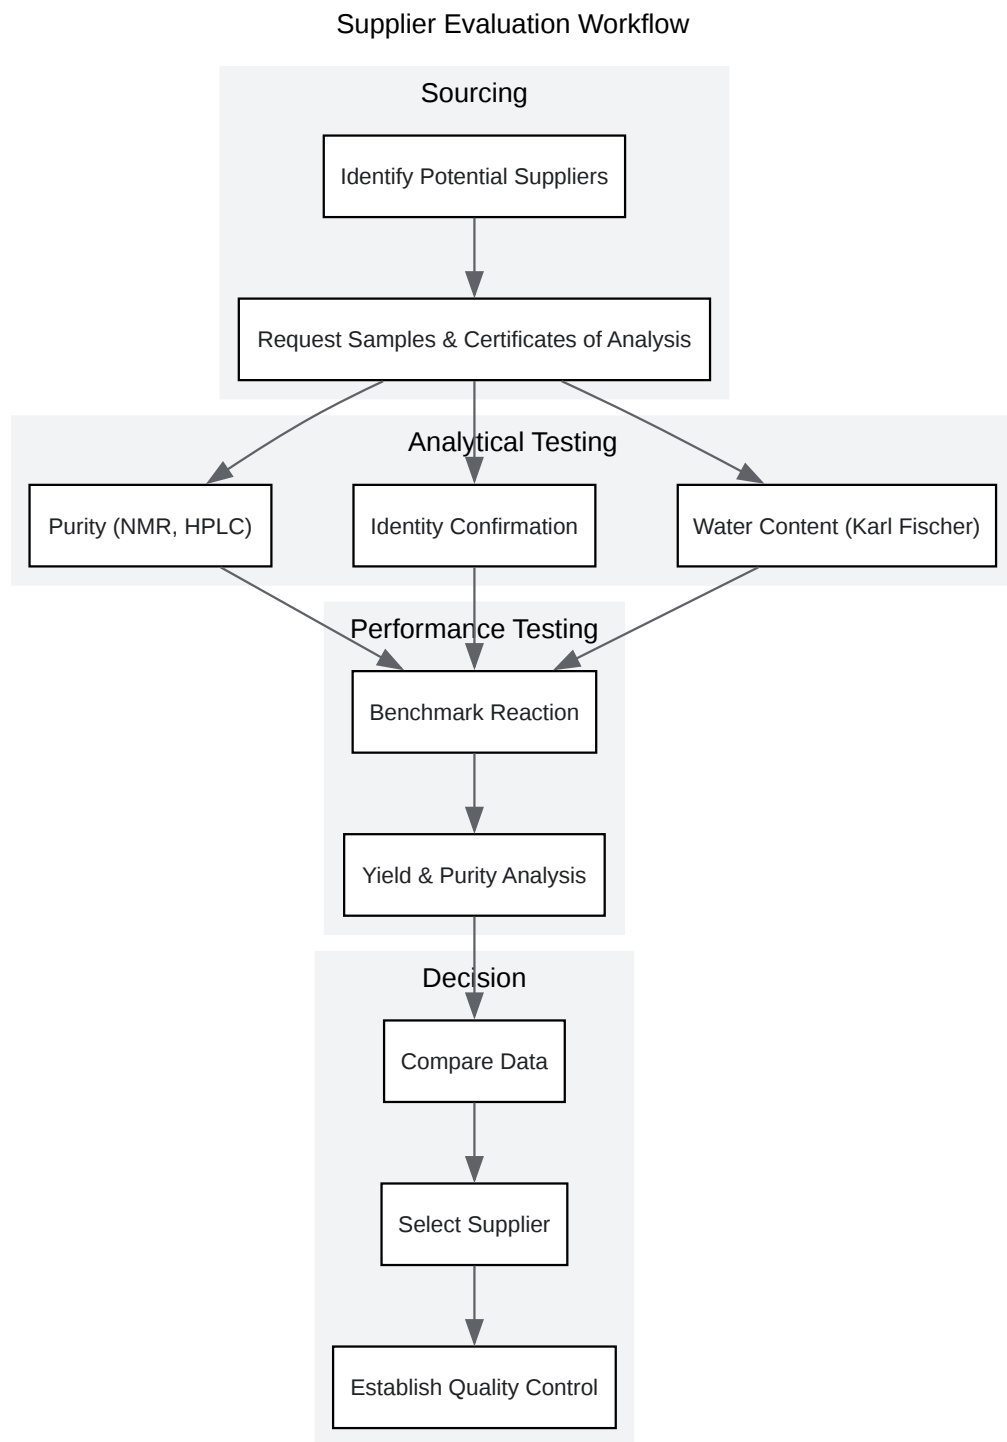 Supplier Evaluation Workflow
Sourcing
Identify Potential Suppliers
Request Samples & Certificates of Analysis
Analytical Testing
Purity (NMR, HPLC)
Identity Confirmation
Water Content (Karl Fischer)
Performance Testing
Benchmark Reaction
Yield & Purity Analysis
Decision
Compare Data
Select Supplier
Establish Quality Control